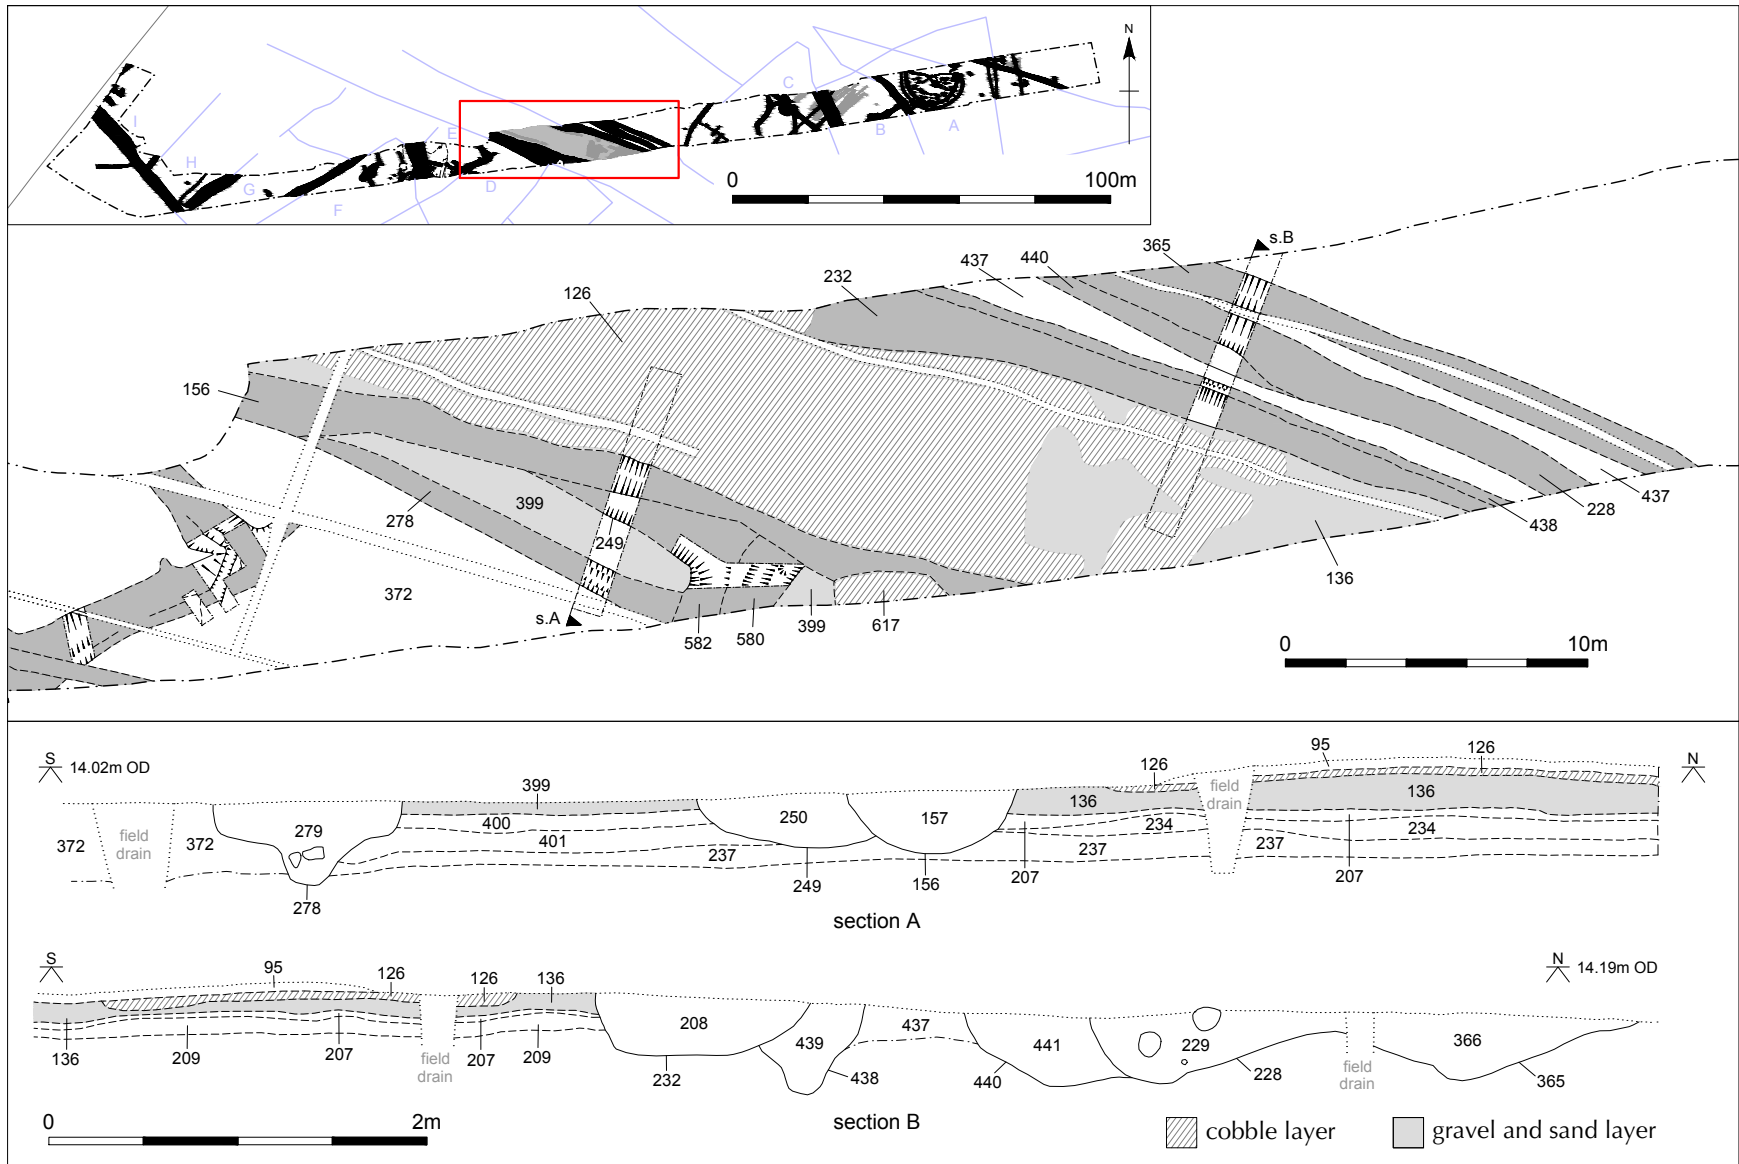 N
C
I
E
B
A
H
G
D
F
0 100m
s.B
365
437
440
232
126
156
278
399
249
372
s.A
582
580
399
617
136
438
228
437
0 10m
S
14.02m OD
399
126
95
126
N
372
field
drain
372
279
400
401
237
250
157
136
207
234
237
field
drain
237
136
234
207
278
249
156
section A
S
95
126
126
136
N
14.19m OD
136
209
207
field
drain
207
209
208
232
439
438
437
441
440
229
228
field
drain
366
365
0 2m
section B
cobble layer
gravel and sand layer